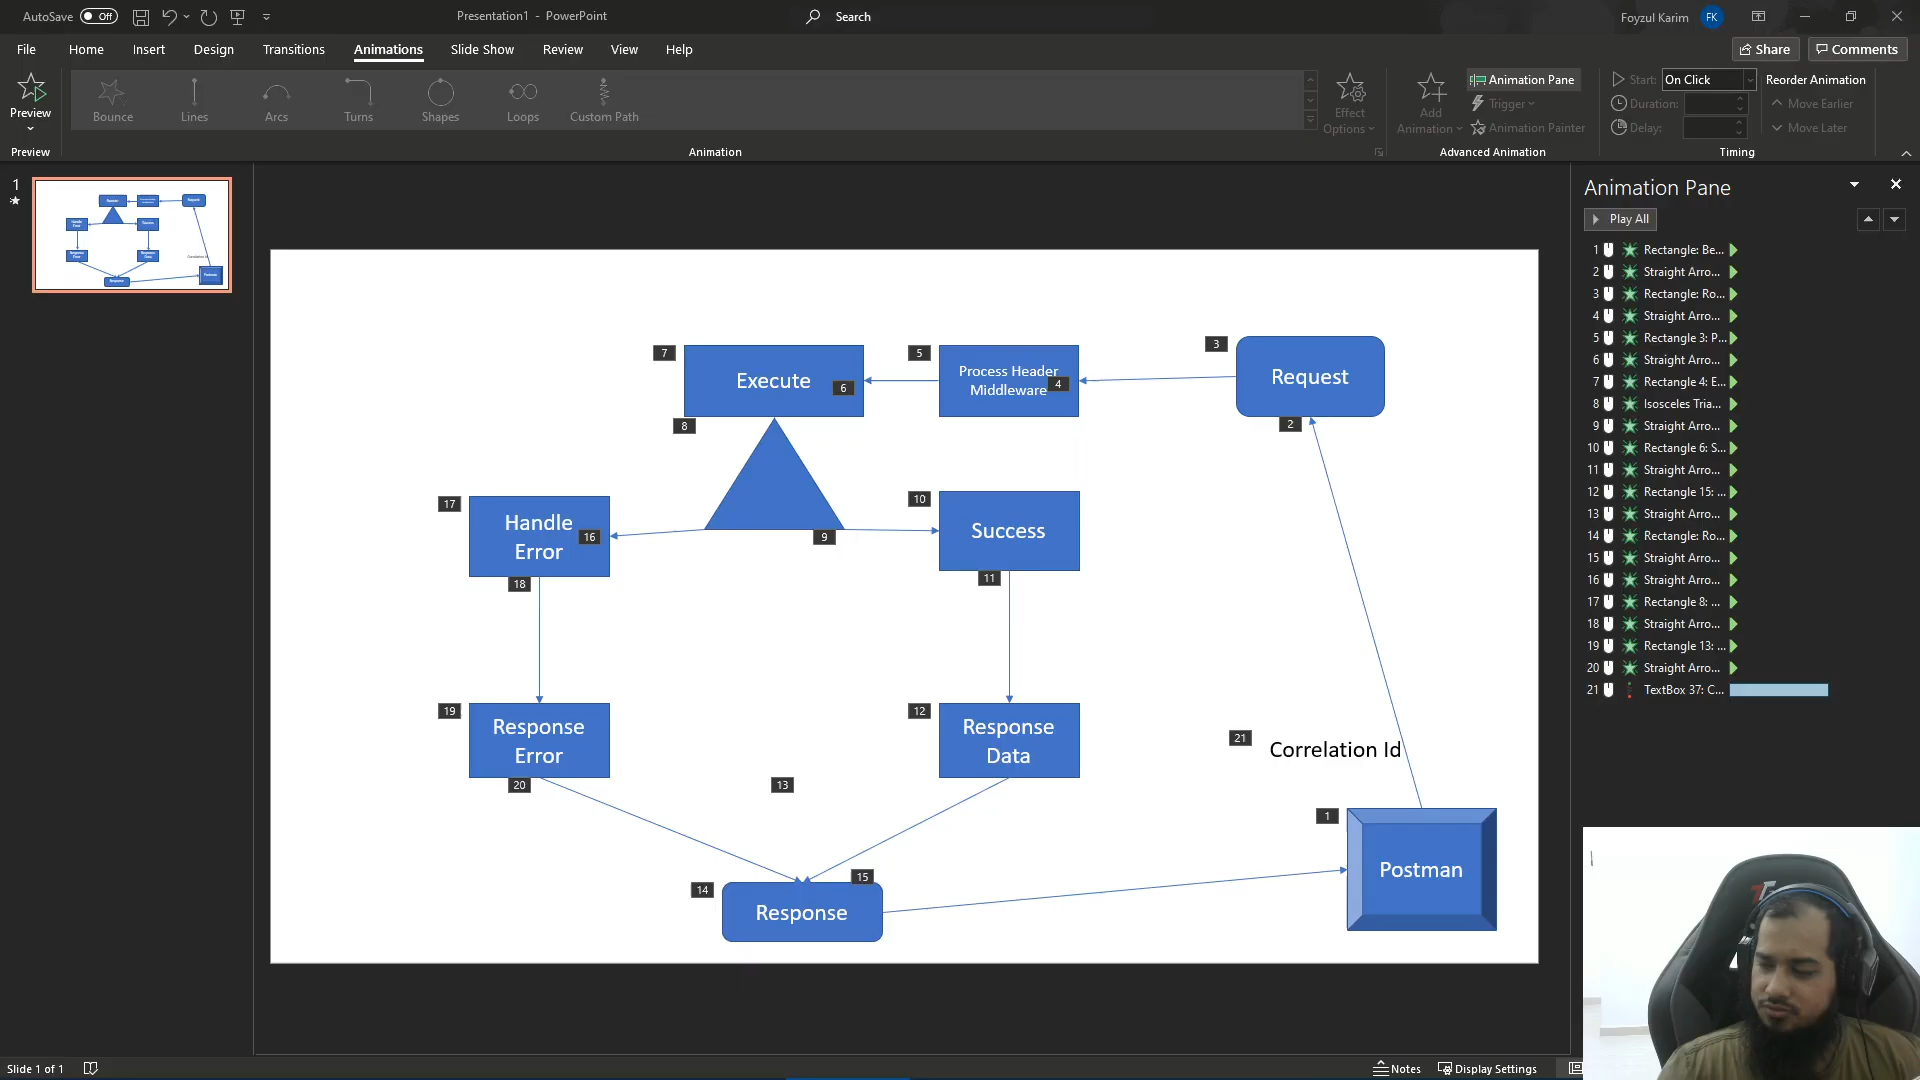 AutoSave Off
Presentation1 - PowerPoint
Search
Foyzul Karim FK
File Home Insert Design Transitions Animations Slide Show Review View Help
Share Comments
Preview
Preview
Bounce Lines Arcs Turns Shapes Loops Custom Path
Animation
Effect
Options
Add
Animation
Animation Pane
Trigger
Animation Painter
Advanced Animation
Start: On Click
Duration:
Delay:
Reorder Animation
Move Earlier
Move Later
Timing
1
7
Execute
6
5
Process Header
Middleware
4
3
Request
2
8
17
Handle
Error
16
9
10
Success
18
11
19
Response
Error
12
Response
Data
21
Correlation Id
20
13
1
Postman
14
15
Response
Animation Pane
Play All
1 Rectangle: Be...
2 Straight Arro...
3 Rectangle: Ro...
4 Straight Arro...
5 Rectangle 3: P...
6 Straight Arro...
7 Rectangle 4: E...
8 Isosceles Tria...
9 Straight Arro...
10 Rectangle 6: S...
11 Straight Arro...
12 Rectangle 15: ...
13 Straight Arro...
14 Rectangle: Ro...
15 Straight Arro...
16 Straight Arro...
17 Rectangle 8: ...
18 Straight Arro...
19 Rectangle 13: ...
20 Straight Arro...
21 TextBox 37: C...
Slide 1 of 1
Notes
Display Settings